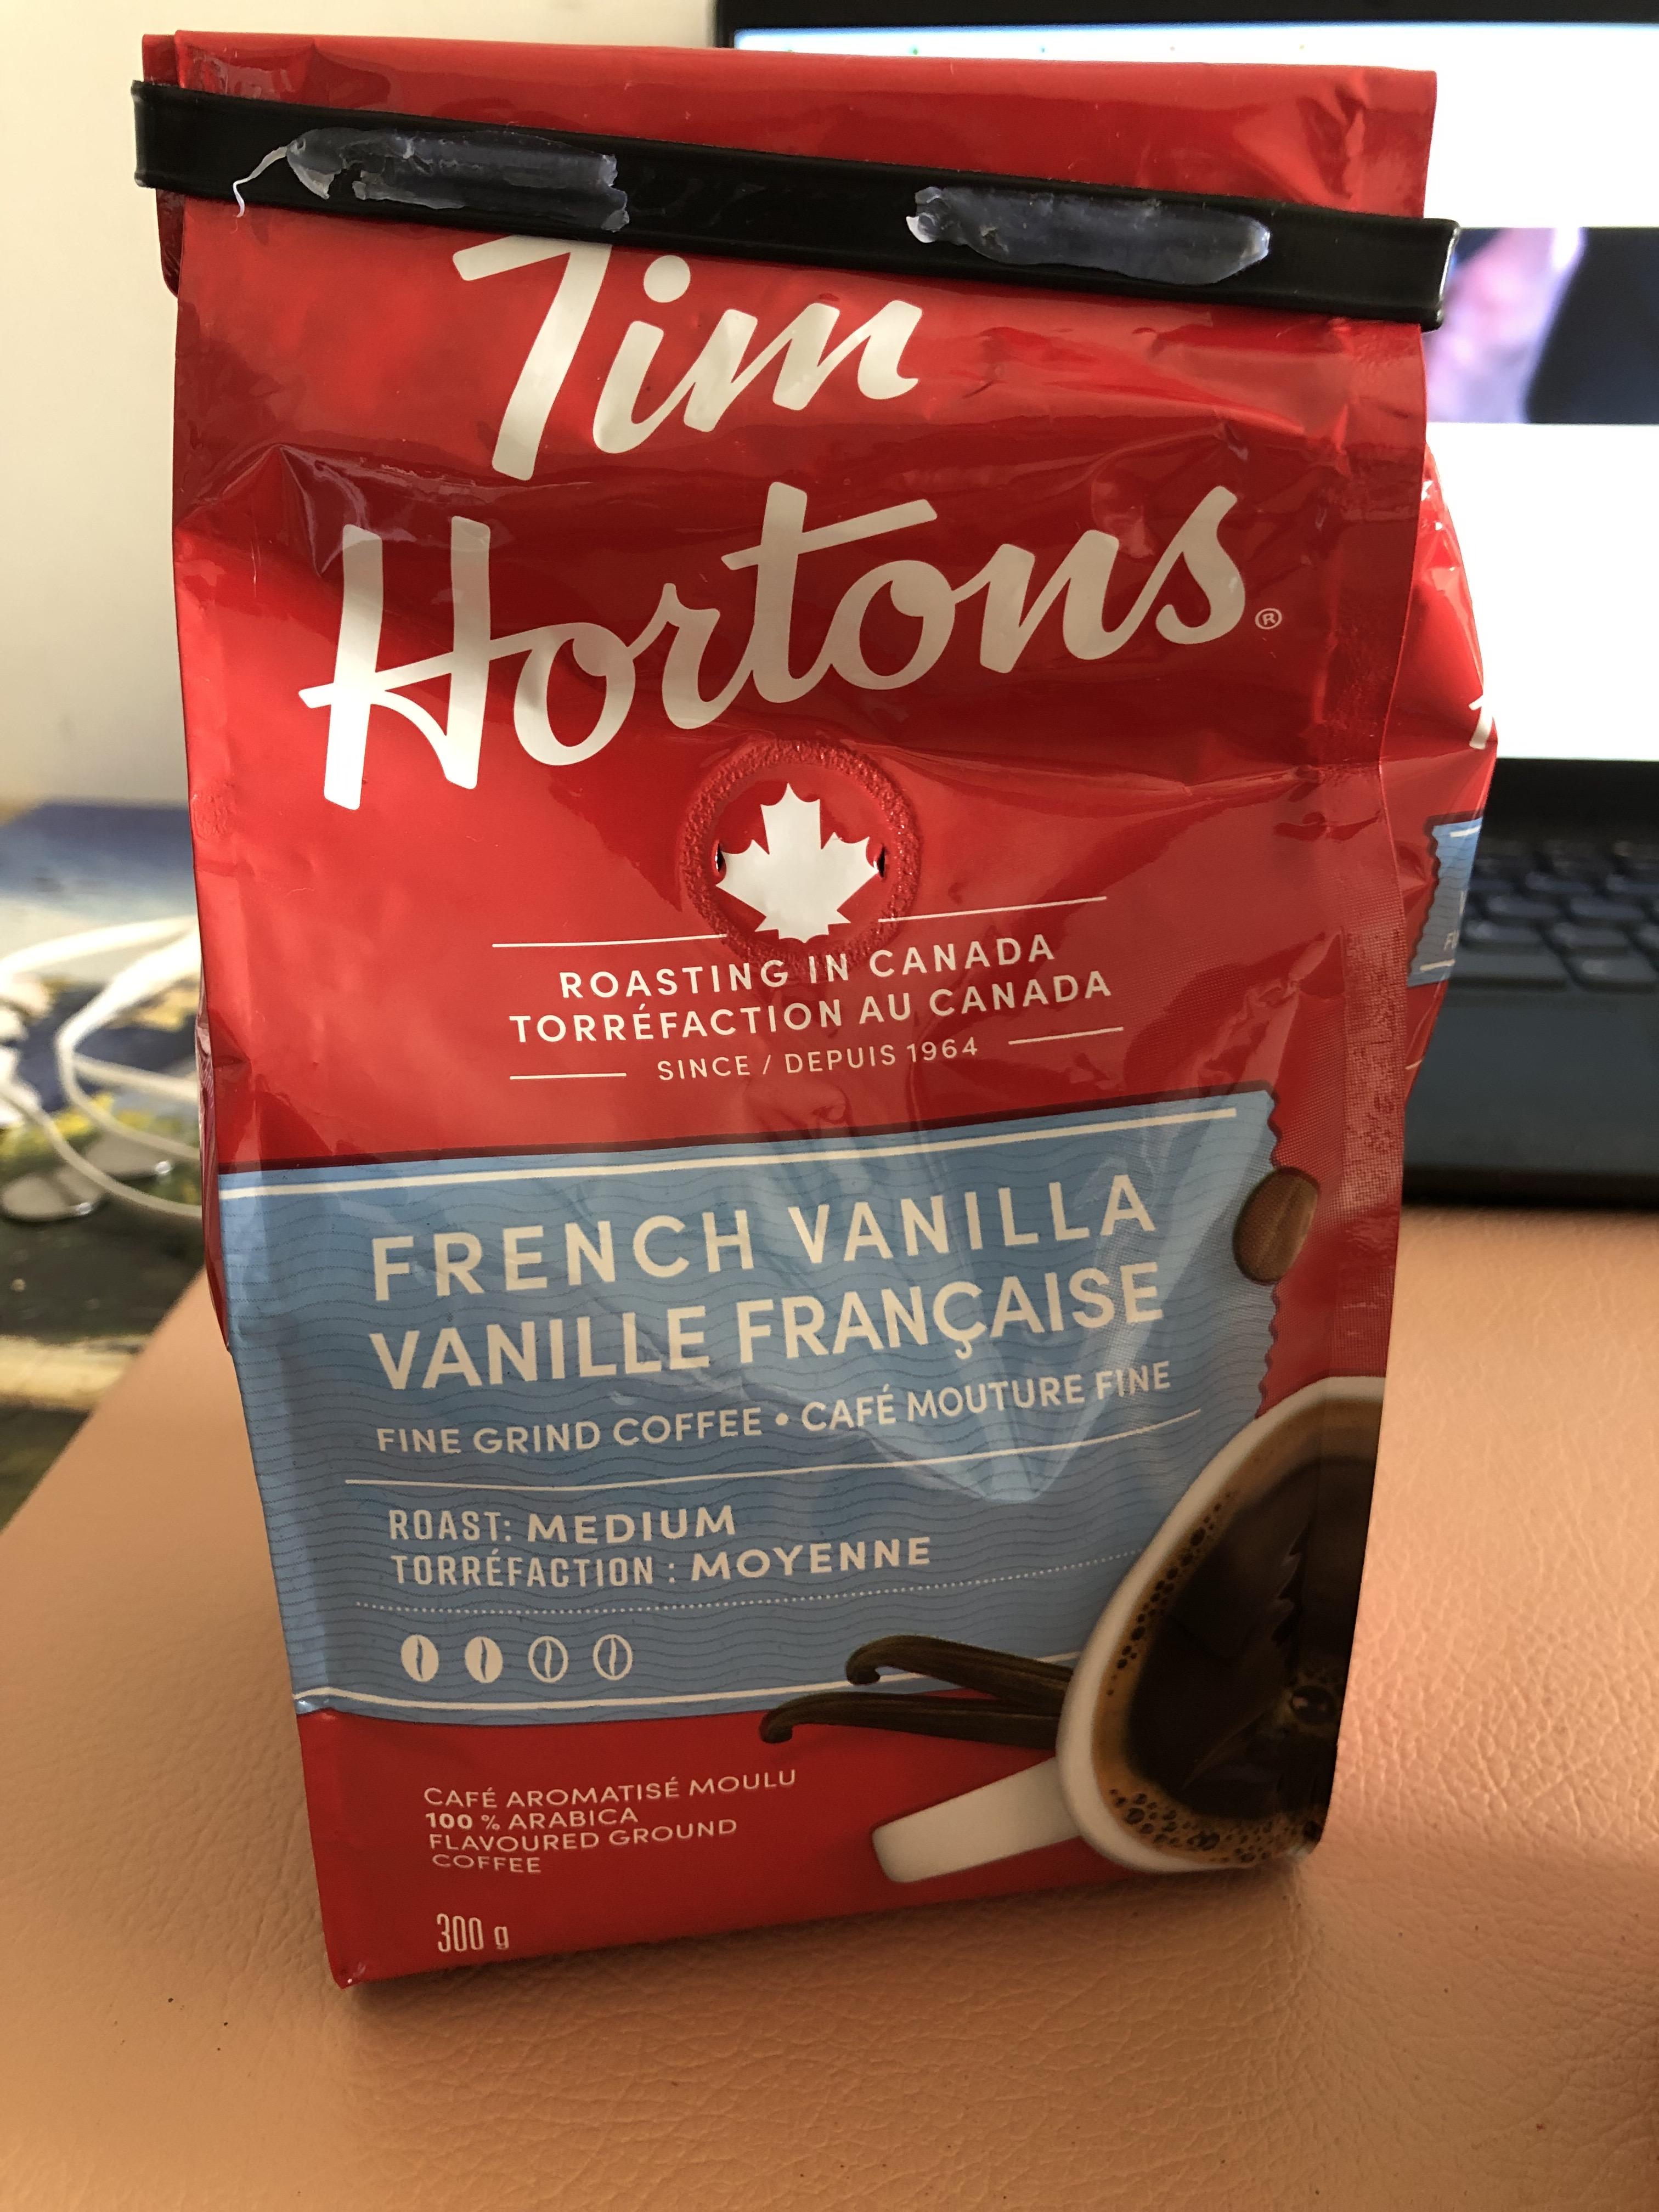 Tim
Hortons®
ROASTING IN CANADA
TORRÉFACTION AU CANADA
SINCE / DEPUIS 1964
FRENCH VANILLA
VANILLE FRANÇAISE
FINE GRIND COFFEE • CAFÉ MOUTURE FINE
ROAST: MEDIUM
TORRÉFACTION : MOYENNE
CAFÉ AROMATISÉ MOULU
100 % ARABICA
FLAVOURED GROUND
COFFEE
300 g